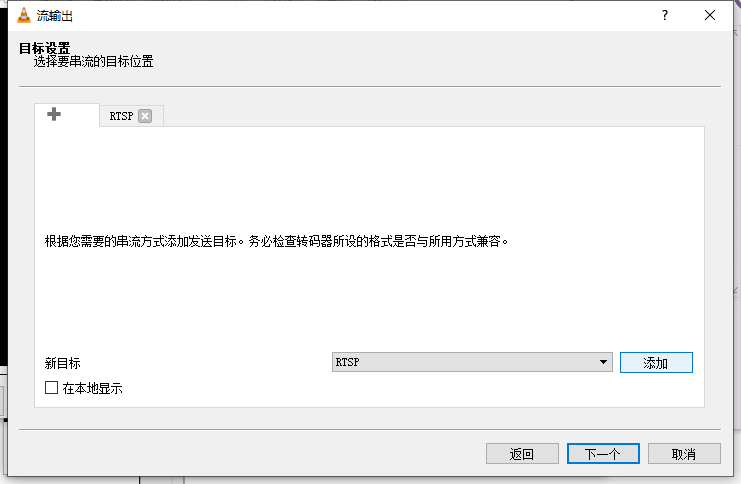 流输出
目标设置
选择要串流的目标位置
RTSP
根据您需要的串流方式添加发送目标。务必检查转码器所设的格式是否与所用方式兼容。
新目标
RTSP
添加
在本地显示
返回
下一个
取消